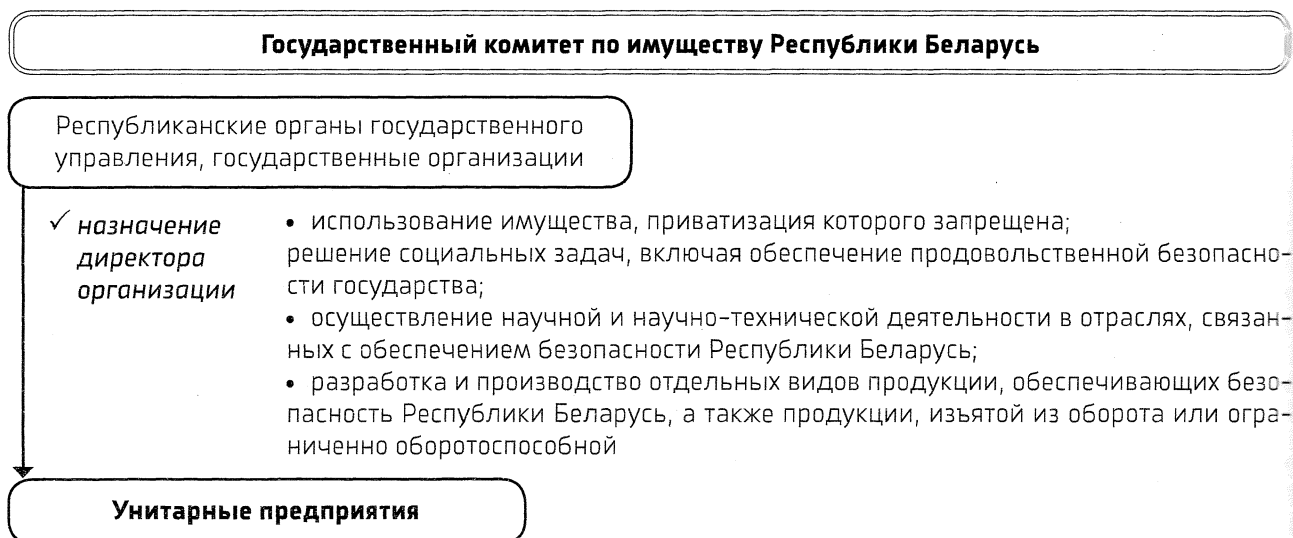 Государственный комитет по имуществу Республики Беларусь
Республиканские органы государственного
управления, государственные организации
✓ назначение
директора
организации
• использование имущества, приватизация которого запрещена;
решение социальных задач, включая обеспечение продовольственной безопасно-
сти государства;
• осуществление научной и научно-технической деятельности в отраслях, связан-
ных с обеспечением безопасности Республики Беларусь;
• разработка и производство отдельных видов продукции, обеспечивающих безо-
пасность Республики Беларусь, а также продукции, изъятой из оборота или огра-
ниченно оборотоспособной
Унитарные предприятия